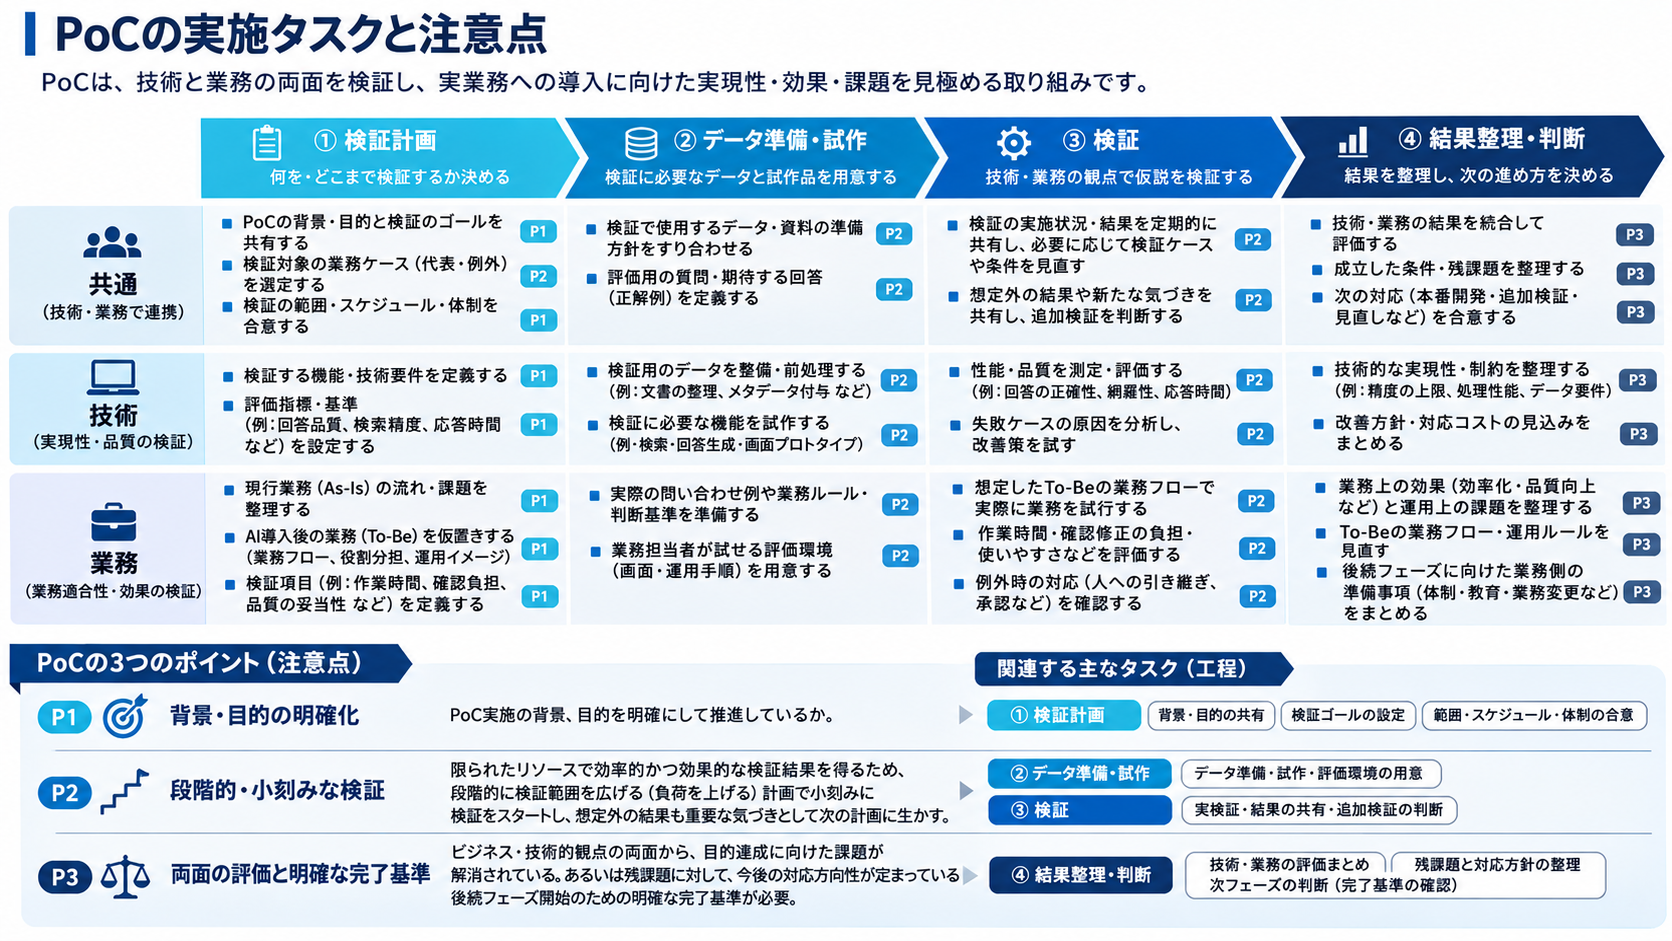 PoCの実施タスクと注意点
PoCは、技術と業務の両面を検証し、実業務への導入に向けた実現性・効果・課題を見極める取り組みです。
① 検証計画
何を・どこまで検証するか決める
② データ準備・試作
検証に必要なデータと試作品を用意する
③ 検証
技術・業務の観点で仮説を検証する
④ 結果整理・判断
結果を整理し、次の進め方を決める
共通
（技術・業務で連携）
PoCの背景・目的と検証のゴールを
共有する
P1
検証対象の業務ケース（代表・例外）
を選定する
P2
検証の範囲・スケジュール・体制を
合意する
P1
検証で使用するデータ・資料の準備
方針をすり合わせる
P2
評価用の質問・期待する回答
（正解例）を定義する
P2
検証の実施状況・結果を定期的に
共有し、必要に応じて検証ケース
や条件を見直す
P2
想定外の結果や新たな気づきを
共有し、追加検証を判断する
P2
技術・業務の結果を統合して
評価する
P3
成立した条件・残課題を整理する
P3
次の対応（本番開発・追加検証・
見直しなど）を合意する
P3
技術
（実現性・品質の検証）
検証する機能・技術要件を定義する
P1
評価指標・基準
（例：回答品質、検索精度、応答時間
など）を設定する
P1
検証用のデータを整備・前処理する
（例：文書の整理、メタデータ付与 など）
P2
検証に必要な機能を試作する
（例・検索・回答生成・画面プロトタイプ）
P2
性能・品質を測定・評価する
（例：回答の正確性、網羅性、応答時間）
P2
失敗ケースの原因を分析し、
改善策を試す
P2
技術的な実現性・制約を整理する
（例：精度の上限、処理性能、データ要件）
P3
改善方針・対応コストの見込みを
まとめる
P3
業務
（業務適合性・効果の検証）
現行業務（As-Is）の流れ・課題を
整理する
P1
AI導入後の業務（To-Be）を仮置きする
（業務フロー、役割分担、運用イメージ）
P1
検証項目（例：作業時間、確認負担、
品質の妥当性 など）を定義する
P1
実際の問い合わせ例や業務ルール・
判断基準を準備する
P2
業務担当者が試せる評価環境
（画面・運用手順）を用意する
P2
想定したTo-Beの業務フローで
実際に業務を試行する
P2
作業時間・確認修正の負担・
使いやすさなどを評価する
P2
例外時の対応（人への引き継ぎ、
承認など）を確認する
P2
業務上の効果（効率化・品質向上
など）と運用上の課題を整理する
P3
To-Beの業務フロー・運用ルールを
見直す
P3
後続フェーズに向けた業務側の
準備事項（体制・教育・業務変更など）
をまとめる
P3
PoCの3つのポイント（注意点）
関連する主なタスク（工程）
P1
背景・目的の明確化
PoC実施の背景、目的を明確にして推進しているか。
① 検証計画
背景・目的の共有
検証ゴールの設定
範囲・スケジュール・体制の合意
P2
段階的・小刻みな検証
限られたリソースで効率的かつ効果的な検証結果を得るため、
段階的に検証範囲を広げる（負荷を上げる）計画で小刻みに
検証をスタートし、想定外の結果も重要な気づきとして次の計画に生かす。
② データ準備・試作
データ準備・試作・評価環境の用意
③ 検証
実検証・結果の共有・追加検証の判断
P3
両面の評価と明確な完了基準
ビジネス・技術的観点の両面から、目的達成に向けた課題が
解消されている。あるいは残課題に対して、今後の対応方向性が定まっている
後続フェーズ開始のための明確な完了基準が必要。
④ 結果整理・判断
技術・業務の評価まとめ
残課題と対応方針の整理
次フェーズの判断（完了基準の確認）